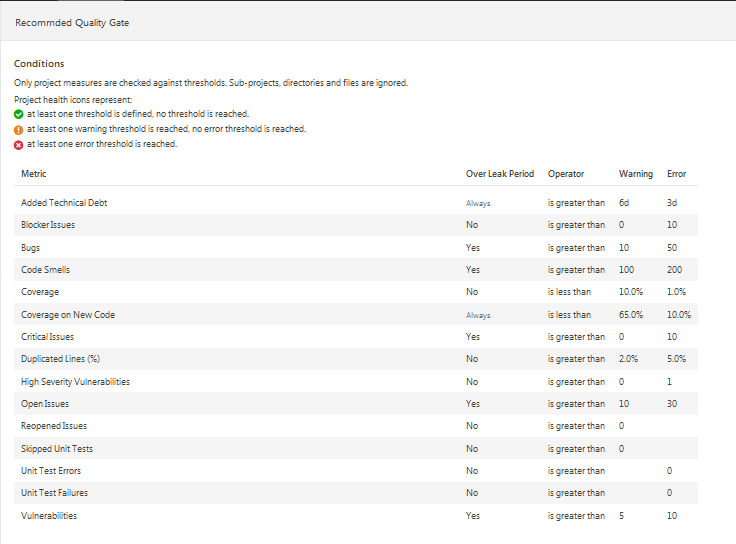 Recommded Quality Gate
Conditions
Only project measures are checked against thresholds. Sub-projects, directories and files are ignored.
Project health icons represent:
at least one threshold is defined, no threshold is reached.
at least one warning threshold is reached, no error threshold is reached.
at least one error threshold is reached.
Metric Over Leak Period Operator Warning Error
Added Technical Debt Always is greater than 6d 3d
Blocker Issues No is greater than 0 10
Bugs Yes is greater than 10 50
Code Smells Yes is greater than 100 200
Coverage No is less than 10.0% 1.0%
Coverage on New Code Always is less than 65.0% 10.0%
Critical Issues Yes is greater than 0 10
Duplicated Lines (%) No is greater than 2.0% 5.0%
High Severity Vulnerabilities No is greater than 0 1
Open Issues Yes is greater than 10 30
Reopened Issues No is greater than 0
Skipped Unit Tests No is greater than 0
Unit Test Errors No is greater than 0
Unit Test Failures No is greater than 0
Vulnerabilities Yes is greater than 5 10